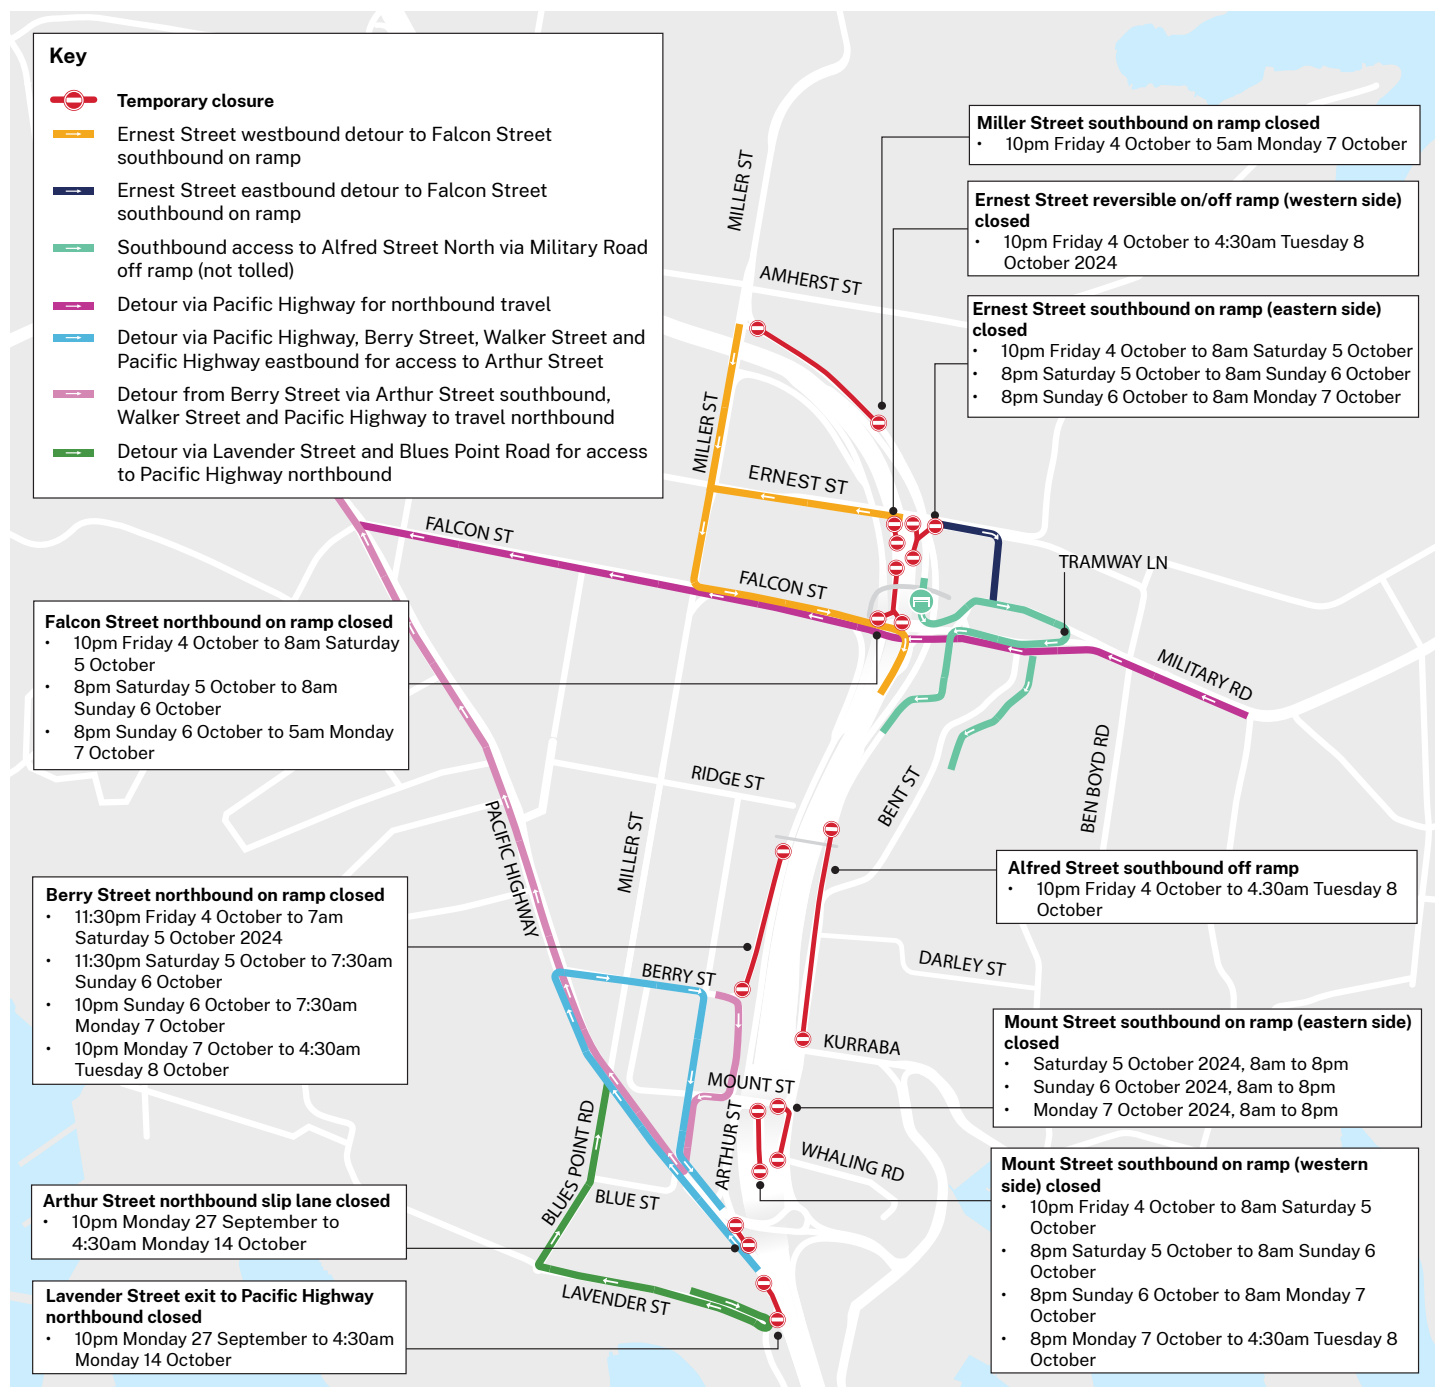 Key
Temporary closure
Ernest Street westbound detour to Falcon Street
southbound on ramp
Ernest Street eastbound detour to Falcon Street
southbound on ramp
Southbound access to Alfred Street North via Military Road
off ramp (not tolled)
Detour via Pacific Highway for northbound travel
Detour via Pacific Highway, Berry Street, Walker Street and
Pacific Highway eastbound for access to Arthur Street
Detour from Berry Street via Arthur Street southbound,
Walker Street and Pacific Highway to travel northbound
Detour via Lavender Street and Blues Point Road for access
to Pacific Highway northbound
Miller Street southbound on ramp closed
• 10pm Friday 4 October to 5am Monday 7 October
Ernest Street reversible on/off ramp (western side)
closed
• 10pm Friday 4 October to 4:30am Tuesday 8
October 2024
Ernest Street southbound on ramp (eastern side)
closed
• 10pm Friday 4 October to 8am Saturday 5 October
• 8pm Saturday 5 October to 8am Sunday 6 October
• 8pm Sunday 6 October to 8am Monday 7 October
MILLER ST
AMHERST ST
MILLER ST
ERNEST ST
FALCON ST
FALCON ST
TRAMWAY LN
MILITARY RD
Falcon Street northbound on ramp closed
• 10pm Friday 4 October to 8am Saturday
5 October
• 8pm Saturday 5 October to 8am
Sunday 6 October
• 8pm Sunday 6 October to 5am Monday
7 October
RIDGE ST
BENT ST
BEN BOYD RD
PACIFIC HIGHWAY
MILLER ST
Alfred Street southbound off ramp
• 10pm Friday 4 October to 4.30am Tuesday 8
October
Berry Street northbound on ramp closed
• 11:30pm Friday 4 October to 7am
Saturday 5 October 2024
• 11:30pm Saturday 5 October to 7:30am
Sunday 6 October
• 10pm Sunday 6 October to 7:30am
Monday 7 October
• 10pm Monday 7 October to 4:30am
Tuesday 8 October
BERRY ST
DARLEY ST
KURRABA
MOUNT ST
Mount Street southbound on ramp (eastern side)
closed
• Saturday 5 October 2024, 8am to 8pm
• Sunday 6 October 2024, 8am to 8pm
• Monday 7 October 2024, 8am to 8pm
ARTHUR ST
WHALING RD
BLUES POINT RD
BLUE ST
Mount Street southbound on ramp (western
side) closed
• 10pm Friday 4 October to 8am Saturday 5
October
• 8pm Saturday 5 October to 8am Sunday 6
October
• 8pm Sunday 6 October to 8am Monday 7
October
• 8pm Monday 7 October to 4:30am Tuesday 8
October
Arthur Street northbound slip lane closed
• 10pm Monday 27 September to
4:30am Monday 14 October
LAVENDER ST
Lavender Street exit to Pacific Highway
northbound closed
• 10pm Monday 27 September to 4:30am
Monday 14 October